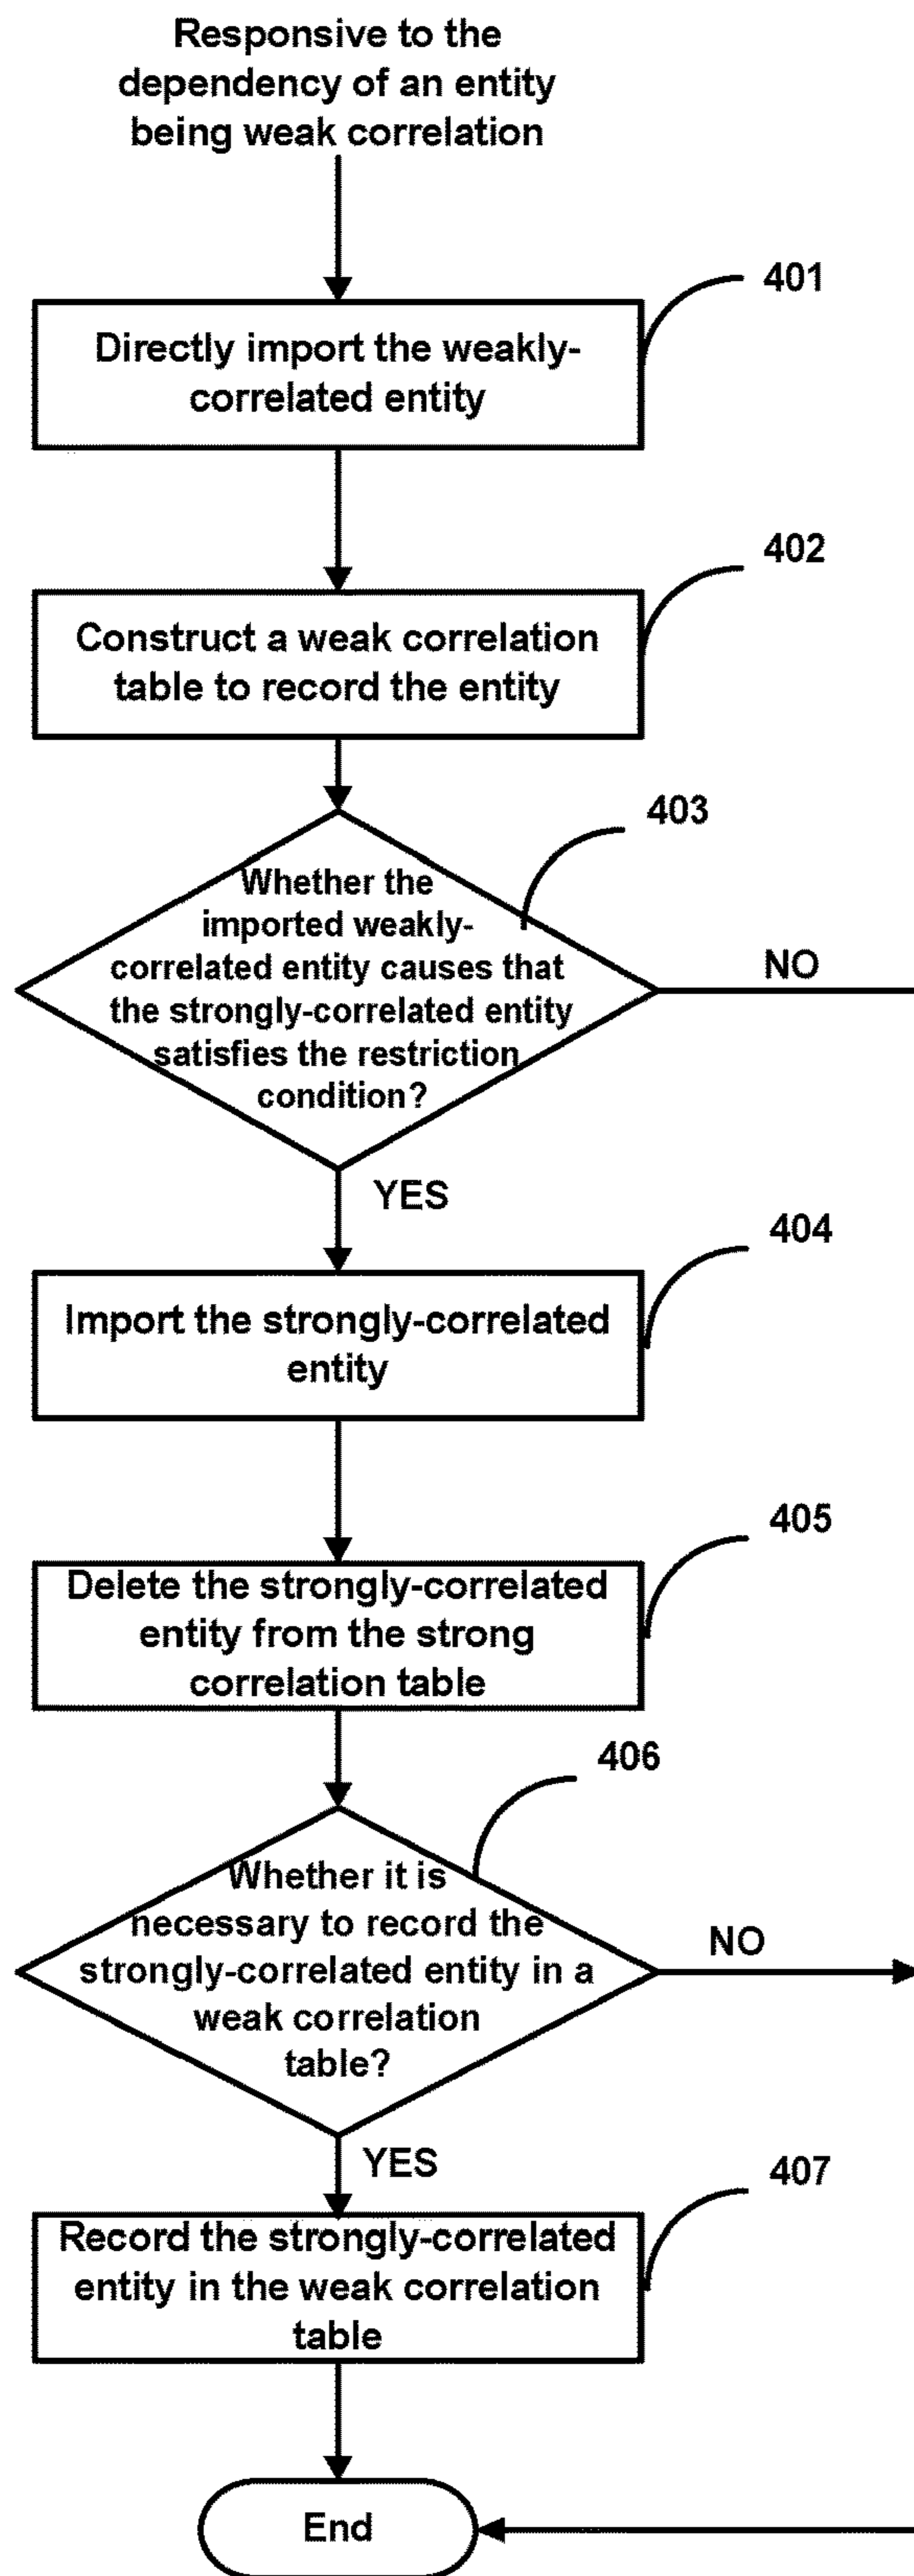 Responsive to the
dependency of an entity
being weak correlation
401
Directly import the weakly-
correlated entity
402
Construct a weak correlation
table to record the entity
403
Whether the
imported weakly-
correlated entity causes that
the strongly-correlated entity
satisfies the restriction
condition?
NO
YES
404
Import the strongly-correlated
entity
405
Delete the strongly-correlated
entity from the strong
correlation table
406
Whether it is
necessary to record the
strongly-correlated entity in a
weak correlation
table?
NO
YES
407
Record the strongly-correlated
entity in the weak correlation
table
End